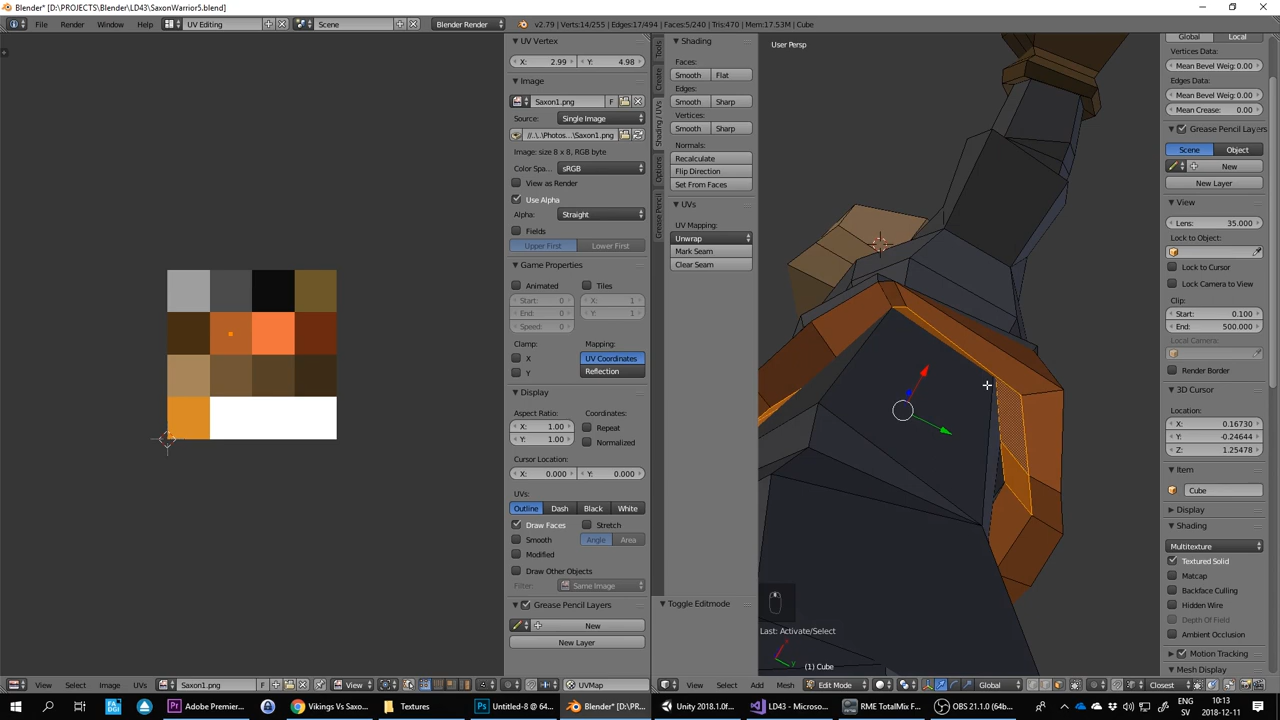 Blender* [D:\PROJECTS\Blender\LD43\SaxonWarrior5.blend]
File Render Window Help UV Editing Scene Blender Render v2.79 | Verts:14/255 | Edges:17/494 | Faces:5/240 | Tris:470 | Mem:17.53M | Cube
UV Vertex
X: 2.99 Y: 4.98
Image
Saxon1.png F
Source: Single Image
//..\..\Photos...\Saxon1.png
Image: size 8 x 8, RGB byte
Color Spa... sRGB
View as Render
Use Alpha
Alpha: Straight
Fields
Upper First Lower First
Game Properties
Animated Tiles
Start: 0 X: 1
End: 0 Y: 1
Speed: 0
Clamp: Mapping:
X UV Coordinates
Y Reflection
Display
Aspect Ratio: Coordinates:
X: 1.00 Repeat
Y: 1.00 Normalized
Cursor Location:
X: 0.000 Y: 0.000
UVs:
Outline Dash Black White
Draw Faces Stretch
Smooth Angle Area
Modified
Draw Other Objects
Filter: Same Image
Grease Pencil Layers
New
New Layer
Tools
Create
Shading / UVs
Options
Grease Pencil
Shading
Faces:
Smooth Flat
Edges:
Smooth Sharp
Vertices:
Smooth Sharp
Normals:
Recalculate
Flip Direction
Set From Faces
UVs
UV Mapping:
Unwrap
Mark Seam
Clear Seam
Toggle Editmode
User Persp
Last: Activate/Select
(1) Cube
Global Local
Vertices Data:
Mean Bevel Weig: 0.00
Edges Data:
Mean Bevel Weig: 0.00
Mean Crease: 0.00
Grease Pencil Layers
Scene Object
New
New Layer
View
Lens: 35.000
Lock to Object:
Lock to Cursor
Lock Camera to View
Clip:
Start: 0.100
End: 500.000
Local Camera:
Render Border
3D Cursor
Location:
X: 0.16730
Y: -0.24644
Z: 1.25478
Item
Cube
Display
Shading
Multitexture
Textured Solid
Matcap
Backface Culling
Hidden Wire
Depth Of Field
Ambient Occlusion
Motion Tracking
Mesh Display
View Select Image UVs Saxon1.png F View UVMap
View Select Add Mesh Edit Mode Global Closest
Adobe Premiere... Vikings Vs Saxon... Textures Untitled-8 @ 64... Blender* [D:\PR... Unity 2018.1.0f... LD43 - Microso... RME TotalMix F... OBS 21.1.0 (64b... SV 10:13
2018-12-11